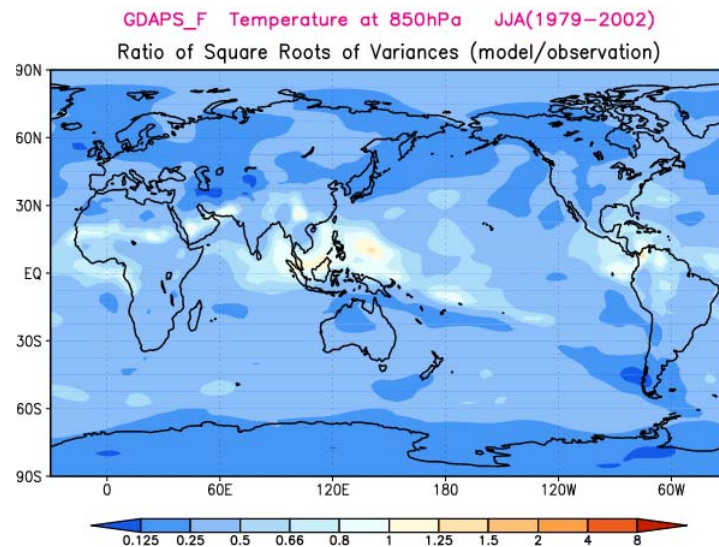 GDAPS_F Temperature at 850hPa JJA(1979−2002)
Ratio of Square Roots of Variances (model/observation)
90N
60N
30N
EQ
30S
60S
90S
0 60E 120E 180 120W 60W
0.125 0.25 0.5 0.66 0.8 1 1.25 1.5 2 4 8